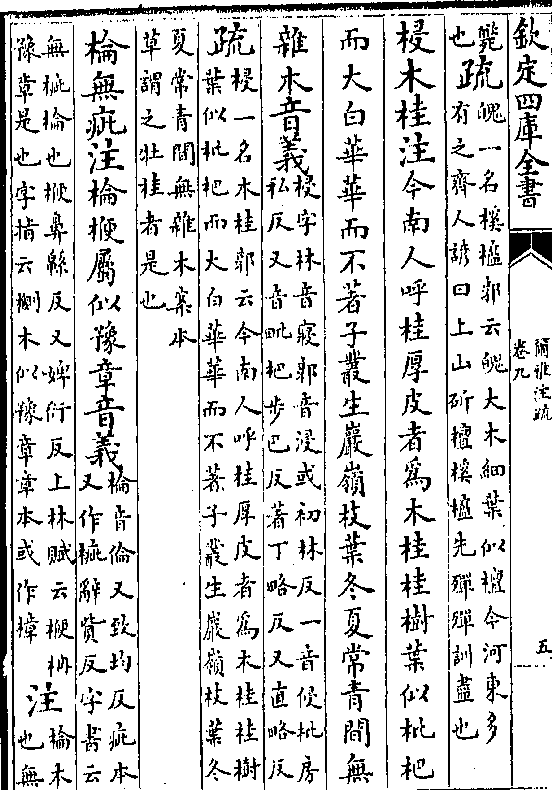 欽定四庫全書
爾雅注疏
卷九
五
斃
也
疏
魄一名榽橀郭云魄大木細葉似檀今河東多
有之齊人諺曰上山斫檀榽橀先殫殫訓盡也
梫木桂注今南人呼桂厚皮者為木桂桂樹葉似枇杷
而大白華華而不著子叢生巖嶺枝葉冬夏常青間無
雜木音義
梫字林音寢郭音浸或初林反一音侵枇房
私反又音毗杷步巴反著丁略反又直略反
疏
梫一名木桂郭云今南人呼桂厚皮者為木桂桂樹
葉似枇杷而大白華華而不著子叢生巖嶺枝葉冬
夏常青間無雜木案本
草謂之牡桂者是也
棆無疵注棆楩屬似豫章音義
棆音倫又致均反疵本
又作㭰辭貲反字書云
無㭰棆也楩鼻緜反又婢衍反上林賦云楩柟
豫章是也字指云楩木似豫章章本或作樟
注
棆木
也無